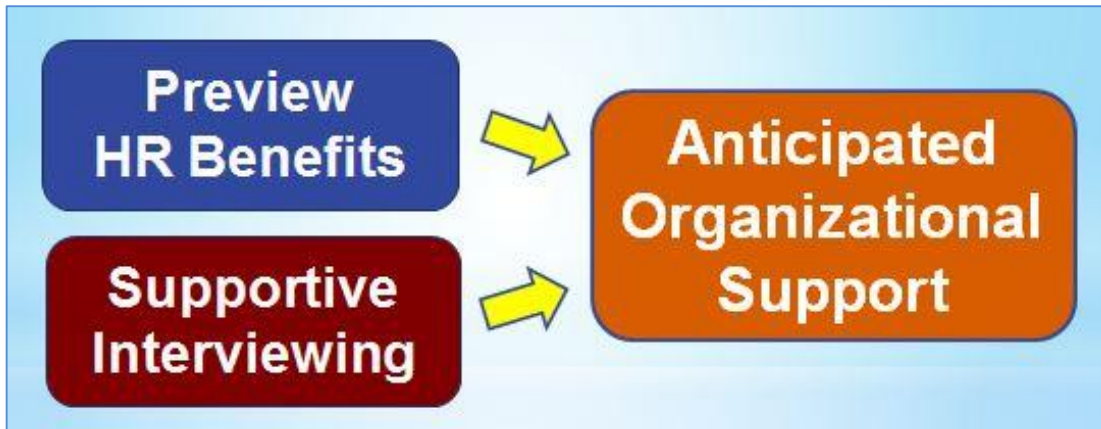 Preview
HR Benefits
Supportive
Interviewing
Anticipated
Organizational
Support